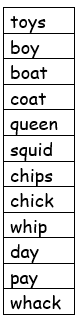 toys
boy
boat
coat
queen
squid
chips
chick
whip
day
pay
whack